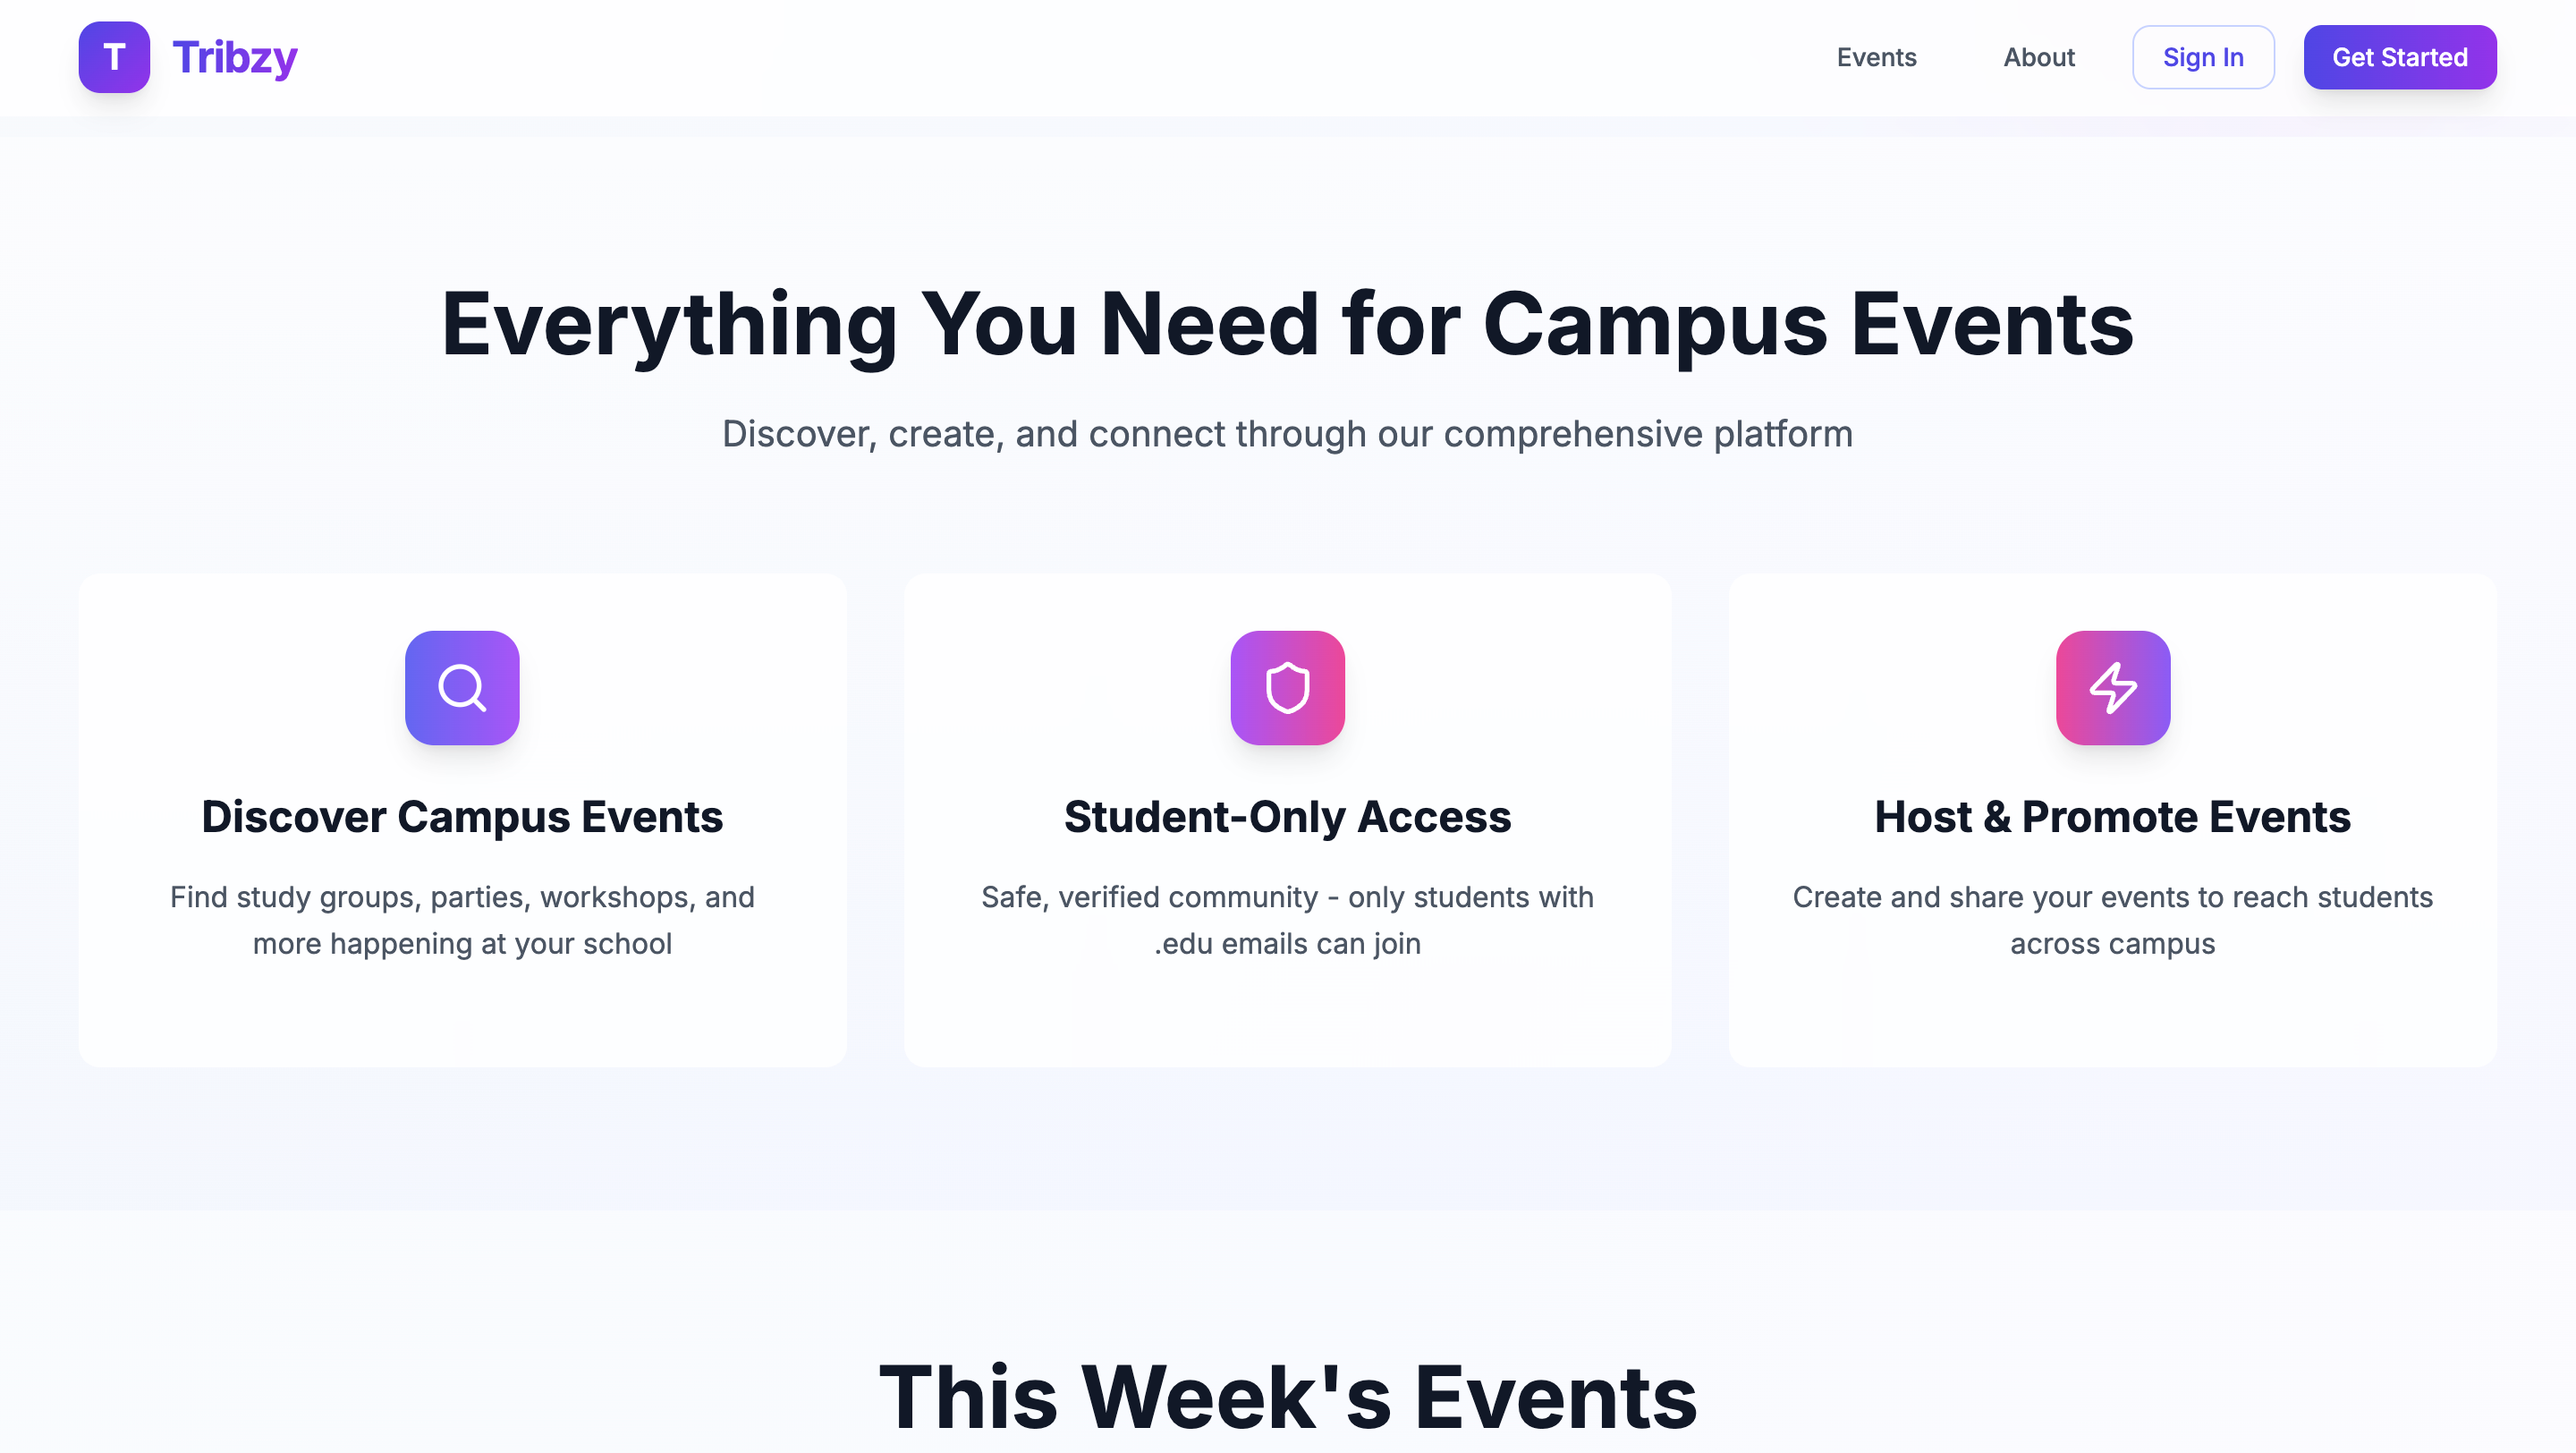 T Tribzy
Events About Sign In Get Started
Everything You Need for Campus Events
Discover, create, and connect through our comprehensive platform
Discover Campus Events
Find study groups, parties, workshops, and
more happening at your school
Student-Only Access
Safe, verified community - only students with
.edu emails can join
Host & Promote Events
Create and share your events to reach students
across campus
This Week's Events